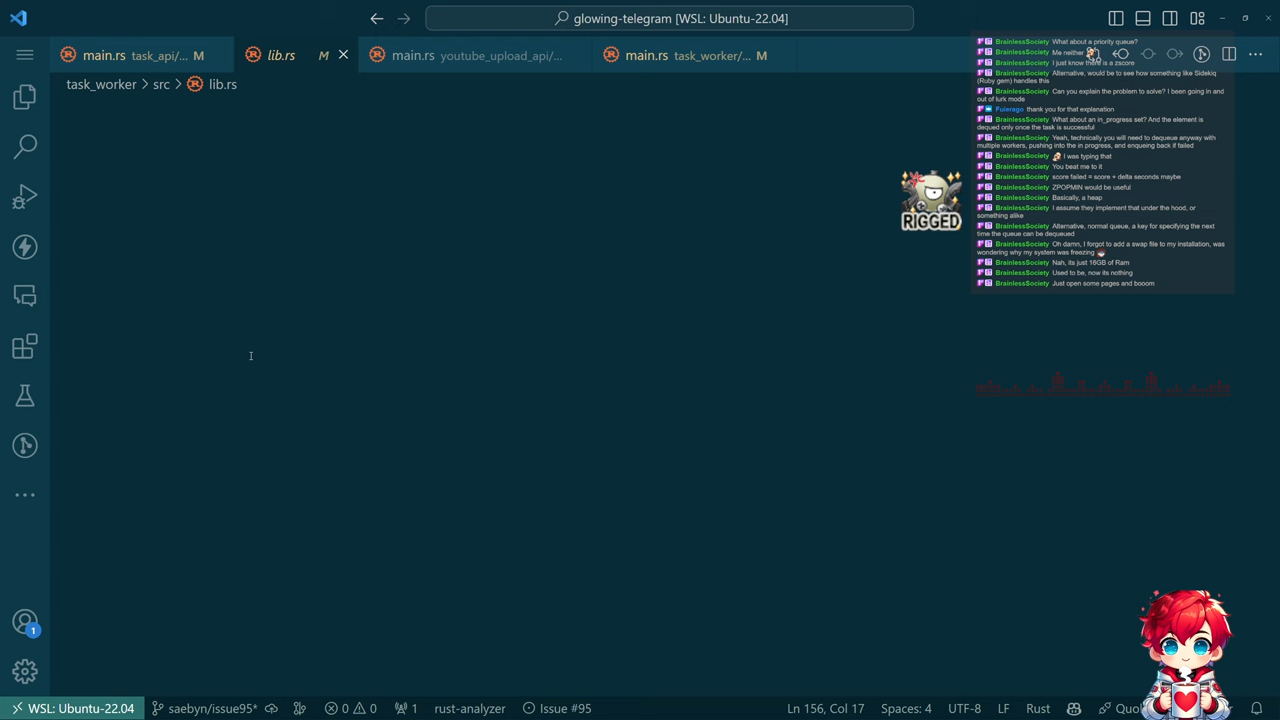 glowing-telegram [WSL: Ubuntu-22.04]
main.rs task_api/... M
lib.rs
youtube_upload_api/...
main.rs task_worker/... M
task_worker > src > lib.rs
BrainlessSociety What about a priority queue?
BrainlessSociety Me neither
BrainlessSociety I just know there is a zscore
BrainlessSociety Alternative, would be to see how something like Sidekiq
(Ruby gem) handles this
BrainlessSociety Can you explain the problem to solve? I been going in and
out of lurk mode
Fuierago thank you for that explanation
BrainlessSociety What about an in_progress set? And the element is
dequed only once the task is successful
BrainlessSociety Yeah, technically you will need to dequeue anyway with
multiple workers, pushing into the in progress, and enqueing back if failed
BrainlessSociety I was typing that
BrainlessSociety You beat me to it
BrainlessSociety score failed = score + delta seconds maybe
BrainlessSociety ZPOPMIN would be useful
BrainlessSociety Basically, a heap
BrainlessSociety I assume they implement that under the hood, or
something alike
BrainlessSociety Alternative, normal queue, a key for specifying the next
time the queue can be dequeued
BrainlessSociety Oh damn, I forgot to add a swap file to my installation, was
wondering why my system was freezing
BrainlessSociety Nah, its just 16GB of Ram
BrainlessSociety Used to be, now its nothing
BrainlessSociety Just open some pages and booom
RIGGED
1
WSL: Ubuntu-22.04
saebyn/issue95*
0
0
1
rust-analyzer
Issue #95
Ln 156, Col 17
Spaces: 4
UTF-8
LF
Rust